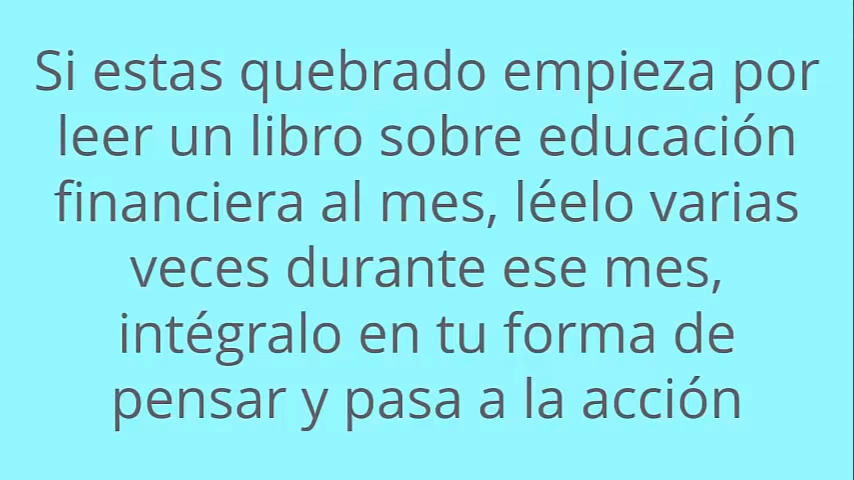 Si estas quebrado empieza por
leer un libro sobre educación
financiera al mes, léelo varias
veces durante ese mes,
intégralo en tu forma de
pensar y pasa a la acción